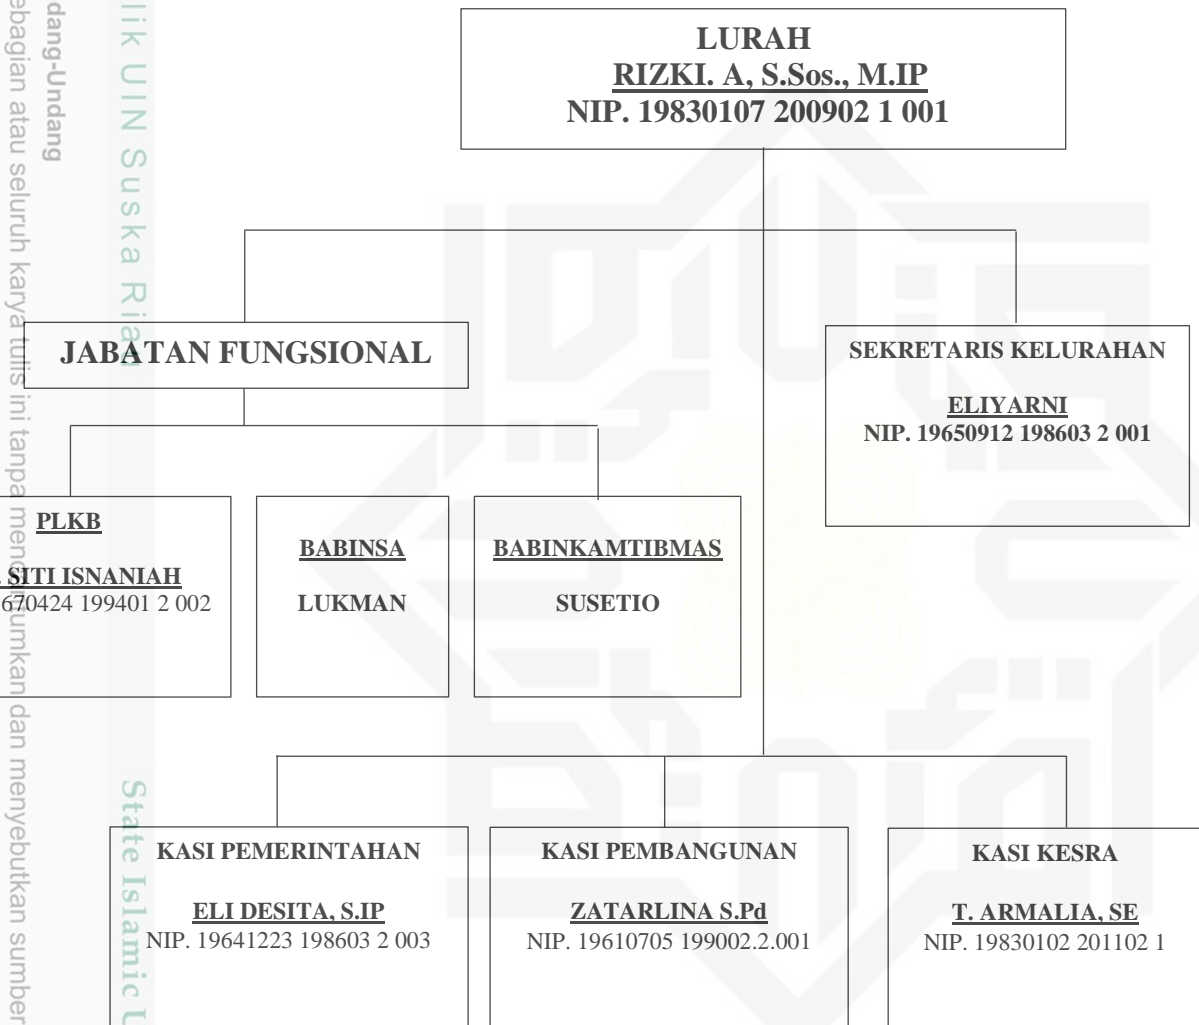 LURAH
RIZKI. A, S.Sos., M.IP
NIP. 19830107 200902 1 001
JABATAN FUNGSIONAL
SEKRETARIS KELURAHAN
ELIYARNI
NIP. 19650912 198603 2 001
PLKB
. SITI ISNANIAH
670424 199401 2 002
BABINSA
LUKMAN
BABINKAMTIBMAS
SUSETIO
KASI PEMERINTAHAN
ELI DESITA, S.IP
NIP. 19641223 198603 2 003
KASI PEMBANGUNAN
ZATARLINA S.Pd
NIP. 19610705 199002.2.001
KASI KESRA
T. ARMALIA, SE
NIP. 19830102 201102 1
dang-Undang
ebagian atau seluruh karya tulis ini tanpa mencantumkan dan menyebutkan sumber
lik UIN Suska Riau
State Islamic U